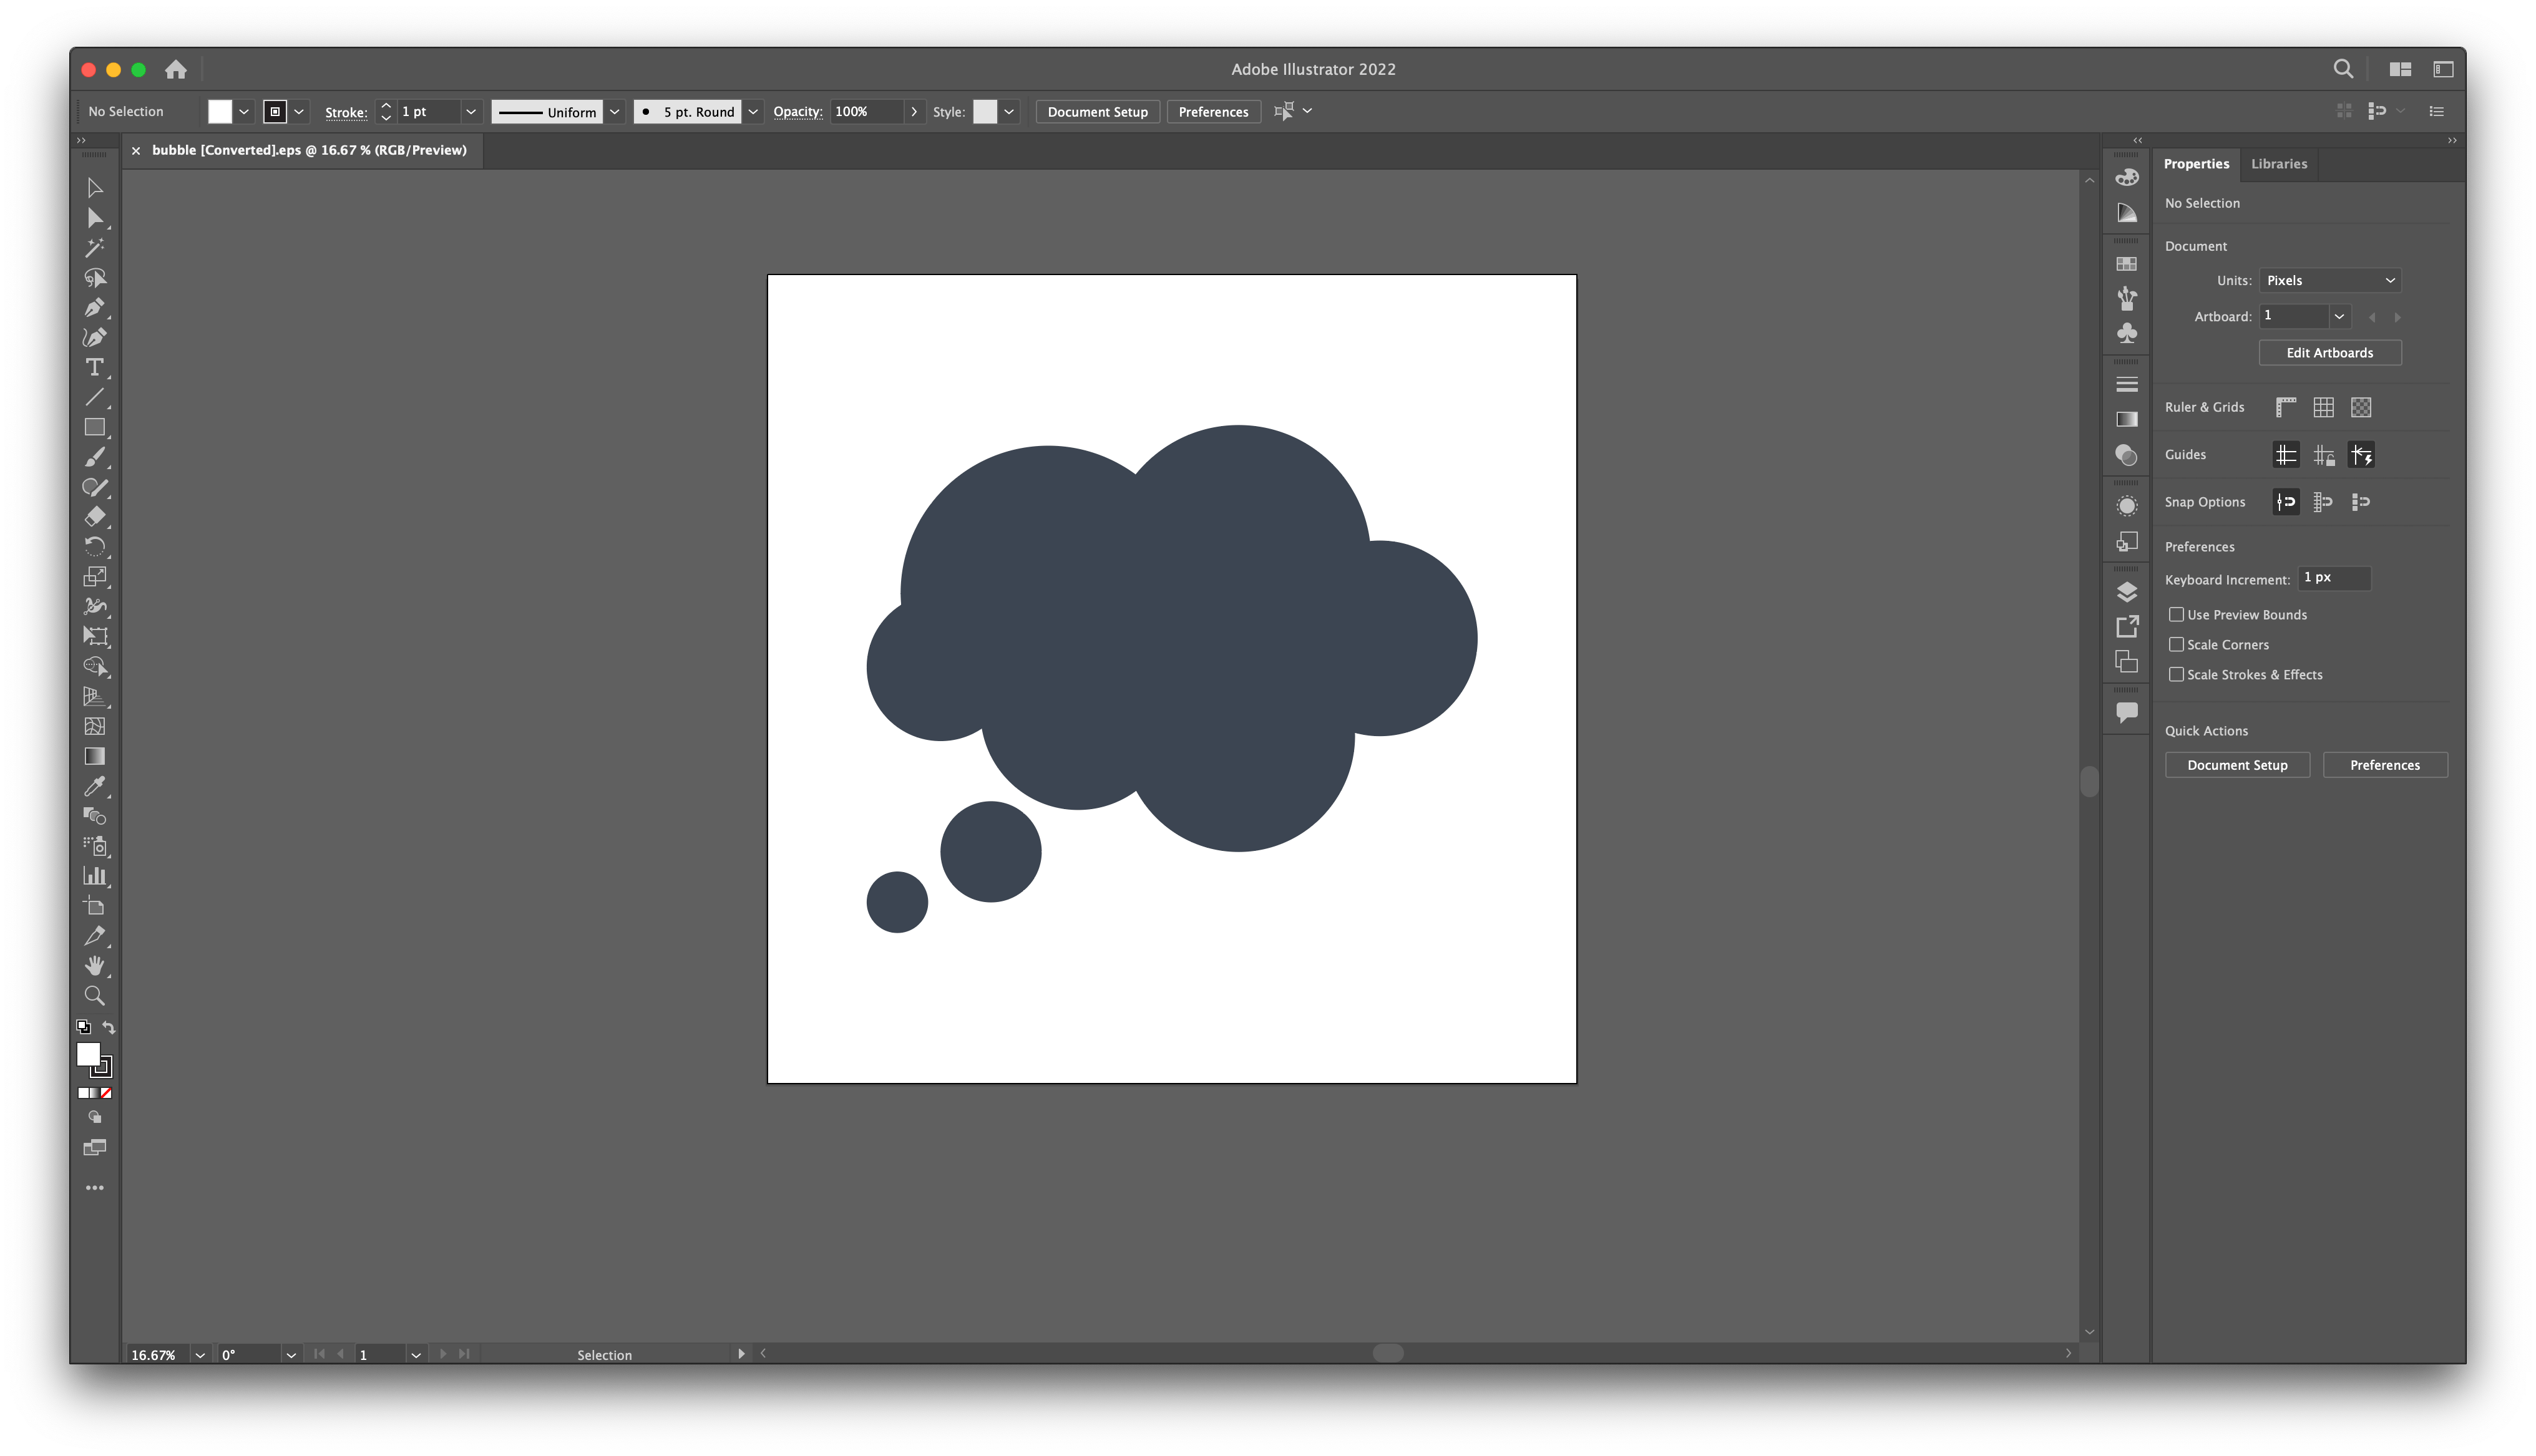 Adobe Illustrator 2022
No Selection
Stroke: 1 pt
Uniform
5 pt. Round
Opacity: 100%
Style:
Document Setup
Preferences
bubble [Converted].eps @ 16.67 % (RGB/Preview)
Properties
Libraries
No Selection
Document
Units: Pixels
Artboard: 1
Edit Artboards
Ruler & Grids
Guides
Snap Options
Preferences
Keyboard Increment: 1 px
Use Preview Bounds
Scale Corners
Scale Strokes & Effects
Quick Actions
Document Setup
Preferences
16.67%
0°
1
Selection